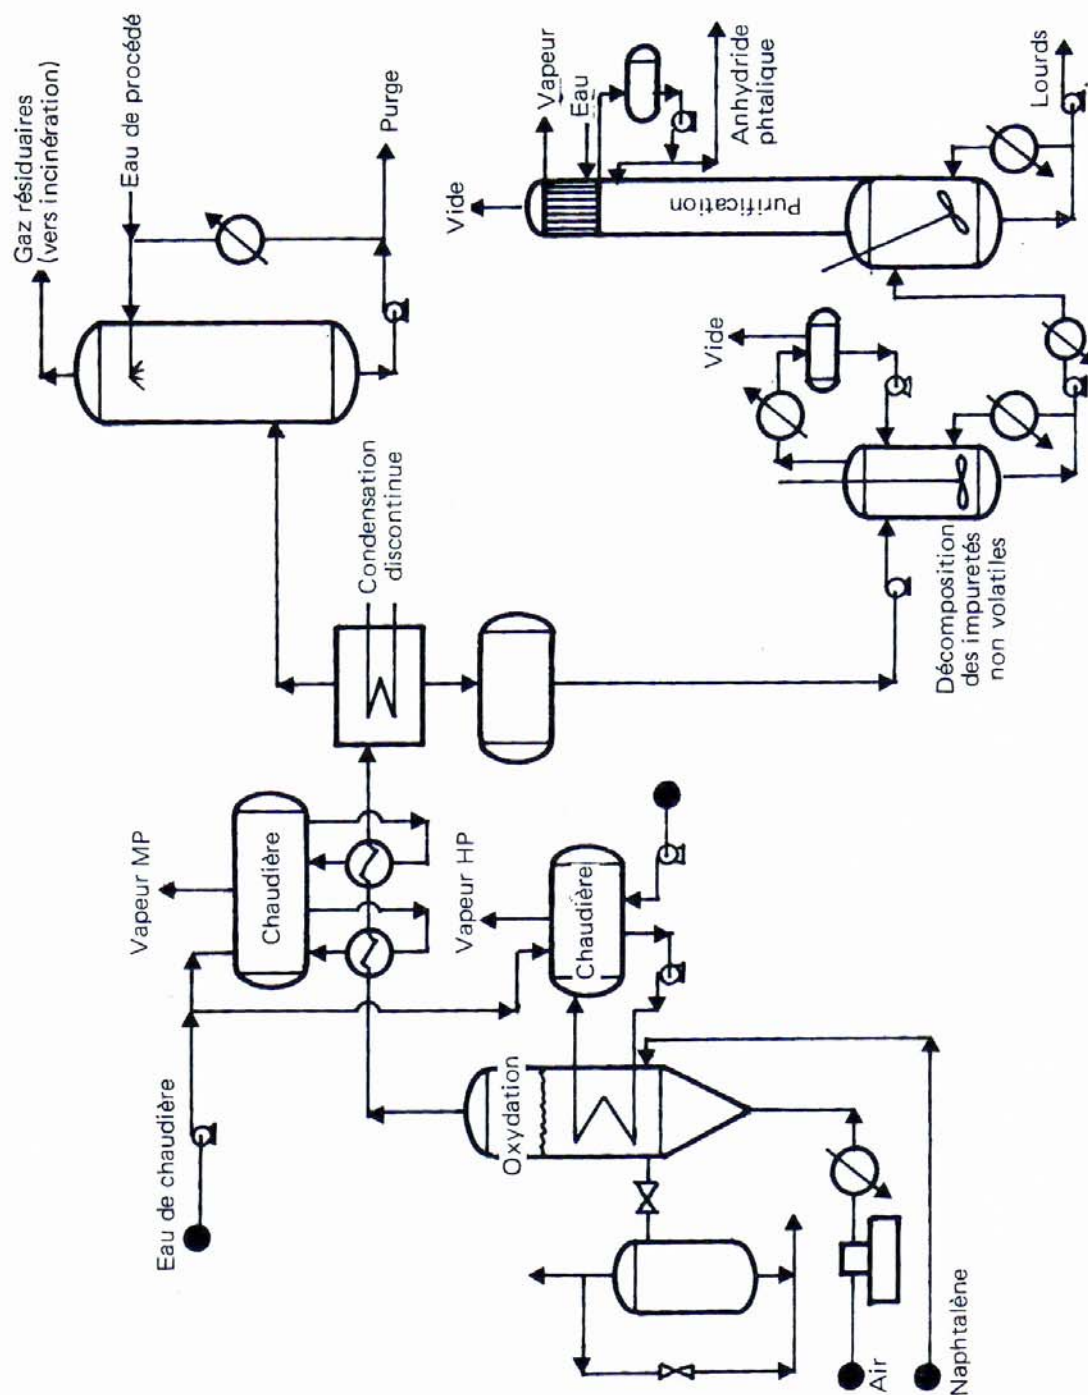 Gaz résiduaires
(vers incinération)
Eau de procédé
Purge
Vapeur
Eau
Vide
Purification
Anhydride
phtalique
Lourds
Vide
Condensation
discontinue
Décomposition
des impuretés
non volatiles
Vapeur MP
Chaudière
Vapeur HP
Chaudière
Eau de chaudière
Oxydation
Air
Naphtalène